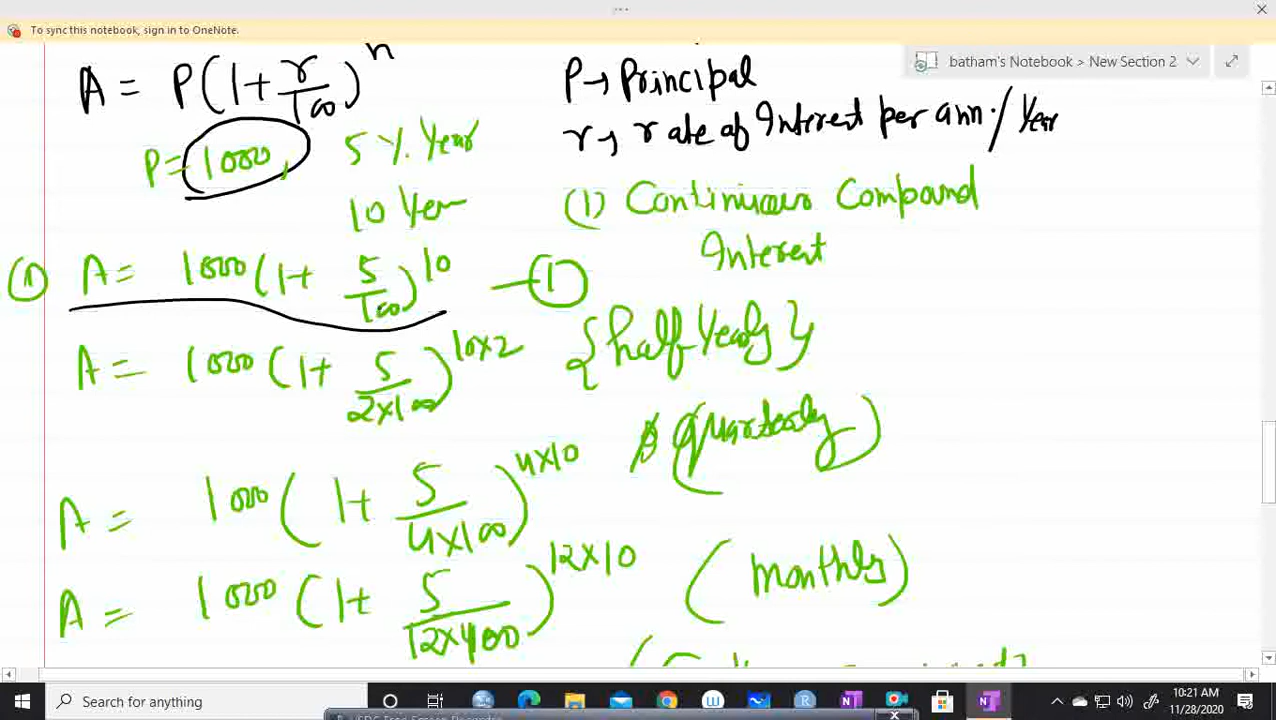 To sync this notebook, sign in to OneNote.
batham's Notebook > New Section 2
A = P(1+r/100)^n
P→Principal
r→ rate of Interest per ann./Year
P=1000, 5 %. Year
10 Year
(1) Continuous Compound
Interest
(1) A = 1000(1+ 5/100)^10 —(1)
A = 1000(1+ 5/2×100)^10×2 {half Yearly}
A = 1000(1+ 5/4×100)^4×10 (Quarterly)
A = 1000(1+ 5/12×100)^12×10 (monthly)
Search for anything
10:21 AM
11/28/2020